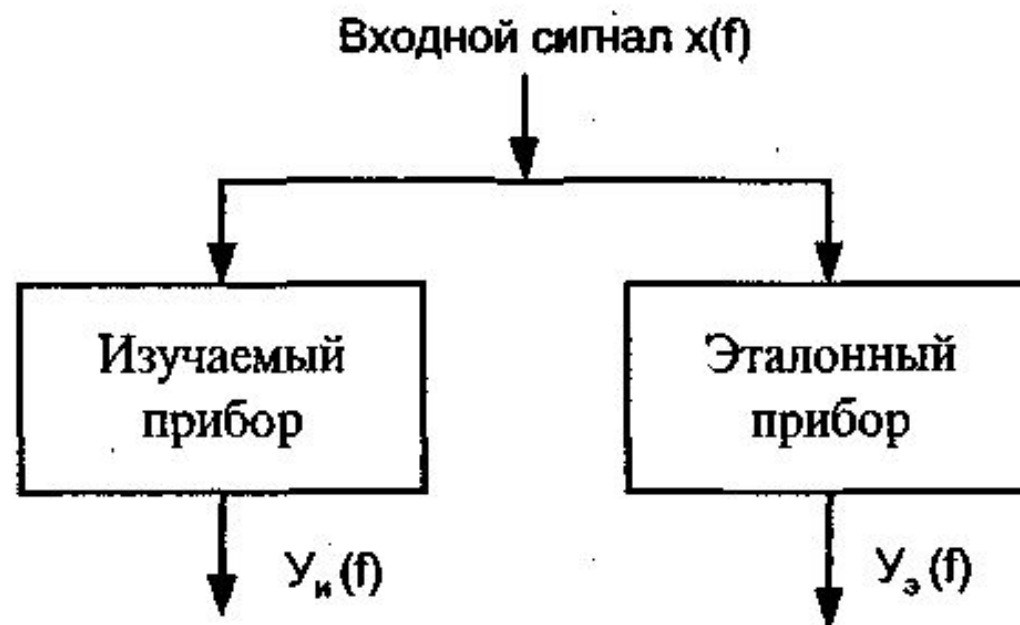 Входной сигнал x(f)
Изучаемый
прибор
Эталонный
прибор
Уи(f)
Уэ(f)